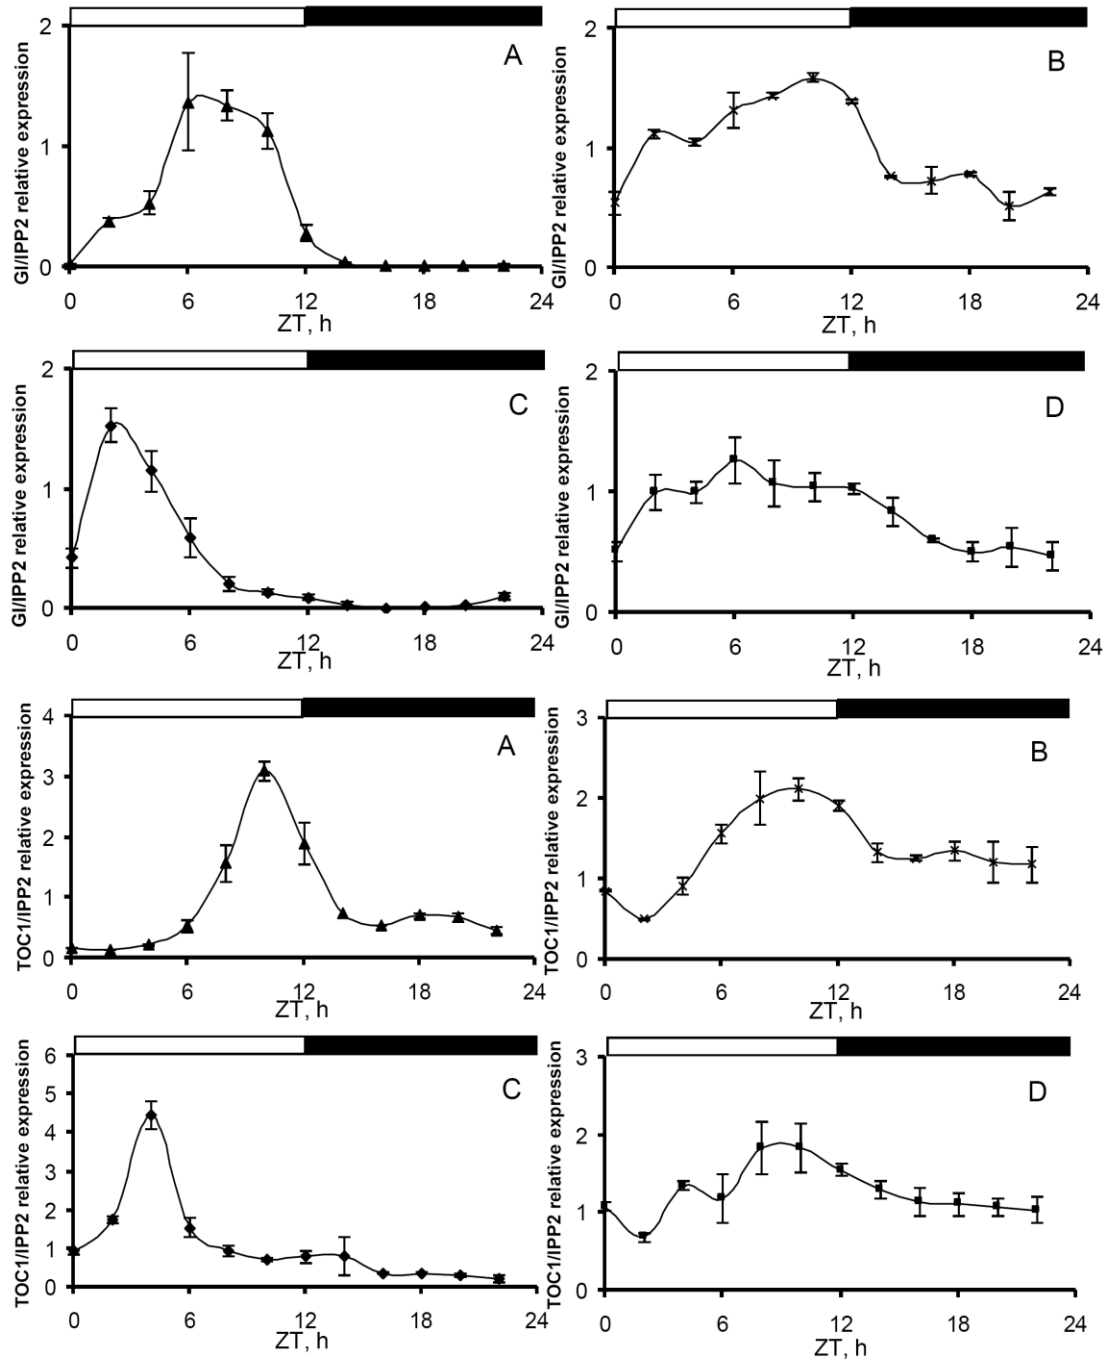 2
1
0
GI/IPP2 relative expression
A
0 6 12 18 24
ZT, h
2
1
0
GI/IPP2 relative expression
B
0 6 12 18 24
ZT, h
2
1
0
GI/IPP2 relative expression
C
0 6 12 18 24
ZT, h
2
1
0
GI/IPP2 relative expression
D
0 6 12 18 24
ZT, h
4
3
2
1
0
TOC1/IPP2 relative expression
A
0 6 12 18 24
ZT, h
3
2
1
0
TOC1/IPP2 relative expression
B
0 6 12 18 24
ZT, h
6
5
4
3
2
1
0
TOC1/IPP2 relative expression
C
0 6 12 18 24
ZT, h
3
2
1
0
TOC1/IPP2 relative expression
D
0 6 12 18 24
ZT, h